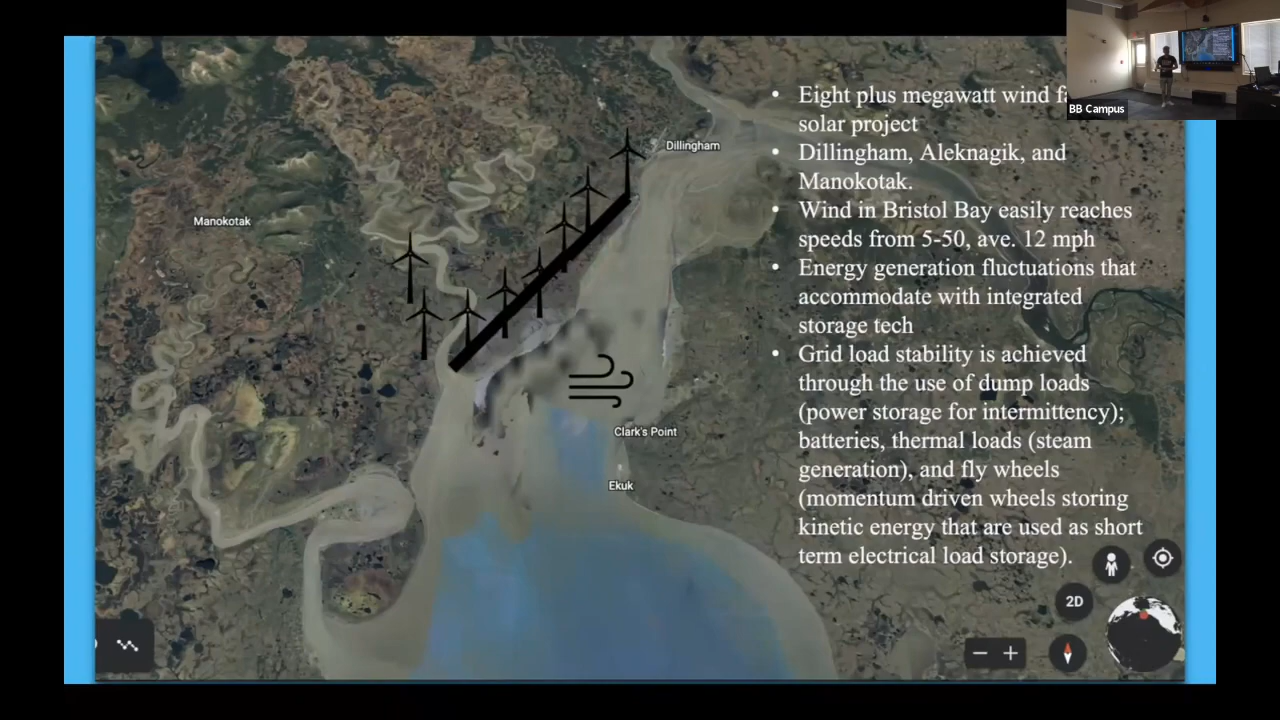 • Eight plus megawatt wind
solar project
• Dillingham, Aleknagik, and
Manokotak.
• Wind in Bristol Bay easily reaches
speeds from 5-50, ave. 12 mph
• Energy generation fluctuations that
accommodate with integrated
storage tech
• Grid load stability is achieved
through the use of dump loads
(power storage for intermittency);
batteries, thermal loads (steam
generation), and fly wheels
(momentum driven wheels storing
kinetic energy that are used as short
term electrical load storage).
BB Campus
Dillingham
Manokotak
Clark's Point
Ekuk
2D